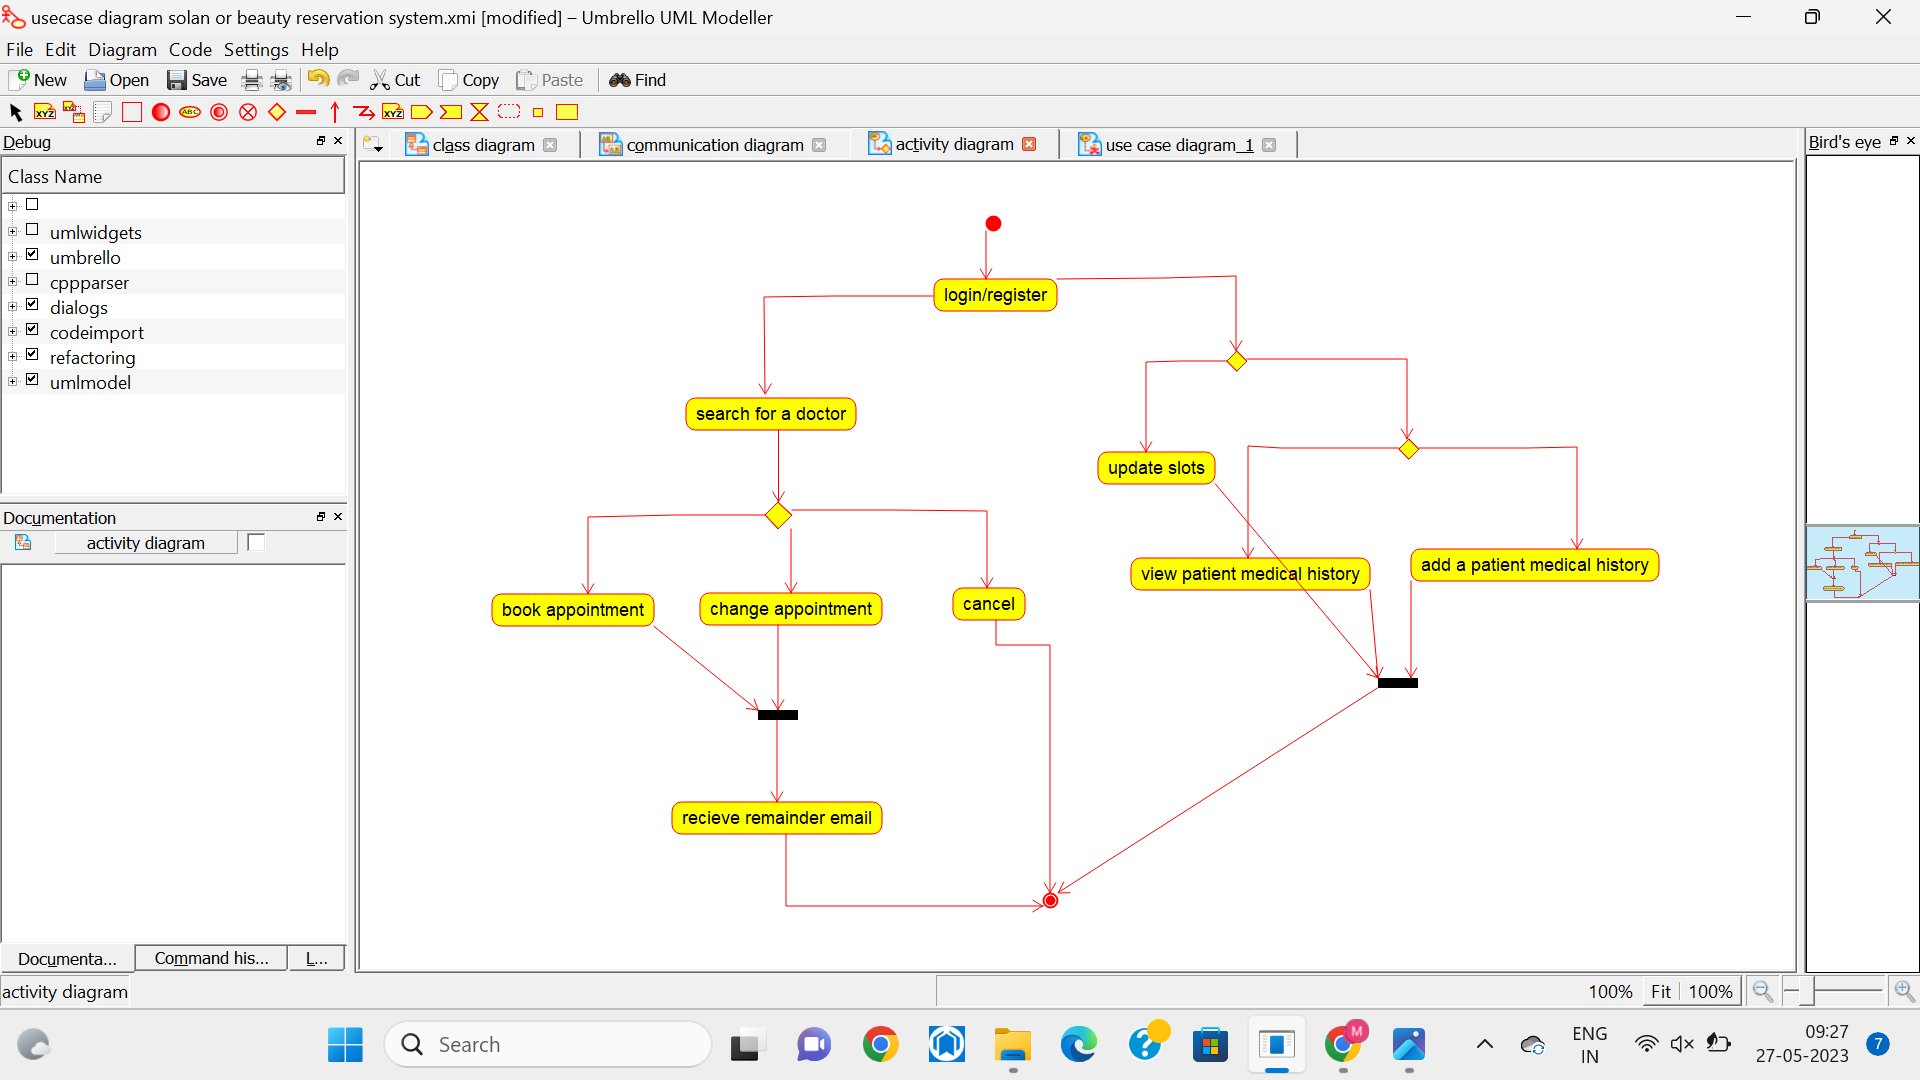 usecase diagram solan or beauty reservation system.xmi [modified] – Umbrello UML Modeller
File Edit Diagram Code Settings Help
New Open Save Cut Copy Paste Find
XYZ XYZ ABC XYZ
Debug
class diagram communication diagram activity diagram use case diagram_1
Bird's eye
Class Name
umlwidgets
umbrello
cppparser
dialogs
codeimport
refactoring
umlmodel
login/register
search for a doctor
update slots
view patient medical history
add a patient medical history
book appointment
change appointment
cancel
recieve remainder email
Documentation
activity diagram
Documenta... Command his... L...
activity diagram
100% Fit 100%
Search
M
ENG
IN
09:27
27-05-2023
7